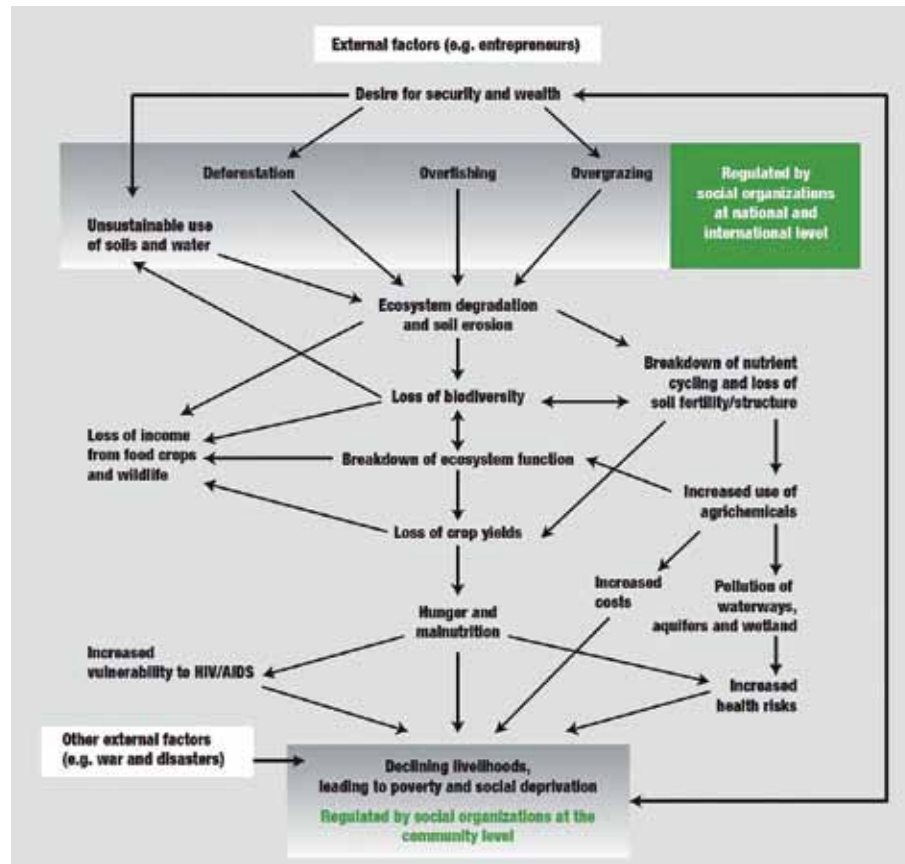 External factors (e.g. entrepreneurs)
Desire for security and wealth
Deforestation
Overfishing
Overgrazing
Regulated by
social organizations
at national and
international level
Unsustainable use
of soils and water
Ecosystem degradation
and soil erosion
Breakdown of nutrient
cycling and loss of
soil fertility/structure
Loss of biodiversity
Loss of income
from food crops
and wildlife
Breakdown of ecosystem function
Increased use of
agrichemicals
Loss of crop yields
Increased
costs
Pollution of
waterways,
aquifers and wetland
Hunger and
malnutrition
Increased
vulnerability to HIV/AIDS
Increased
health risks
Other external factors
(e.g. war and disasters)
Declining livelihoods,
leading to poverty and social deprivation
Regulated by social organizations at the
community level